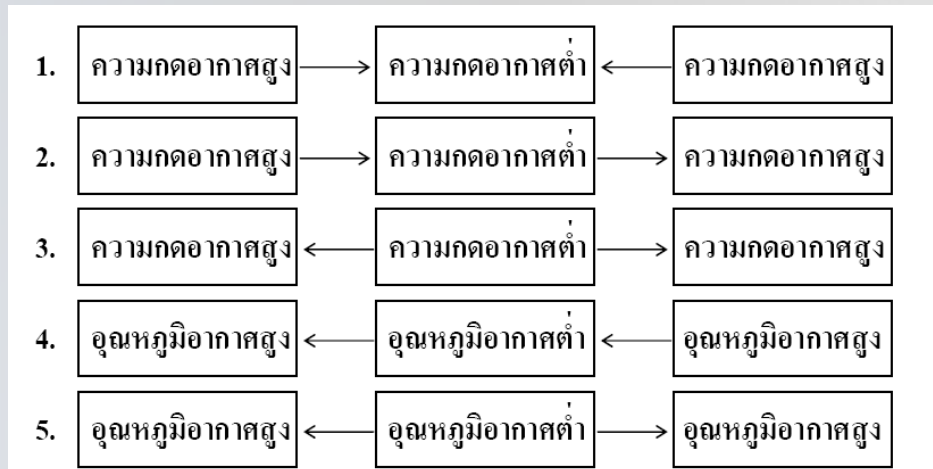 1. ความกดอากาศสูง → ความกดอากาศต่ำ ← ความกดอากาศสูง
2. ความกดอากาศสูง → ความกดอากาศต่ำ → ความกดอากาศสูง
3. ความกดอากาศสูง ← ความกดอากาศต่ำ → ความกดอากาศสูง
4. อุณหภูมิอากาศสูง ← อุณหภูมิอากาศต่ำ ← อุณหภูมิอากาศสูง
5. อุณหภูมิอากาศสูง ← อุณหภูมิอากาศต่ำ → อุณหภูมิอากาศสูง